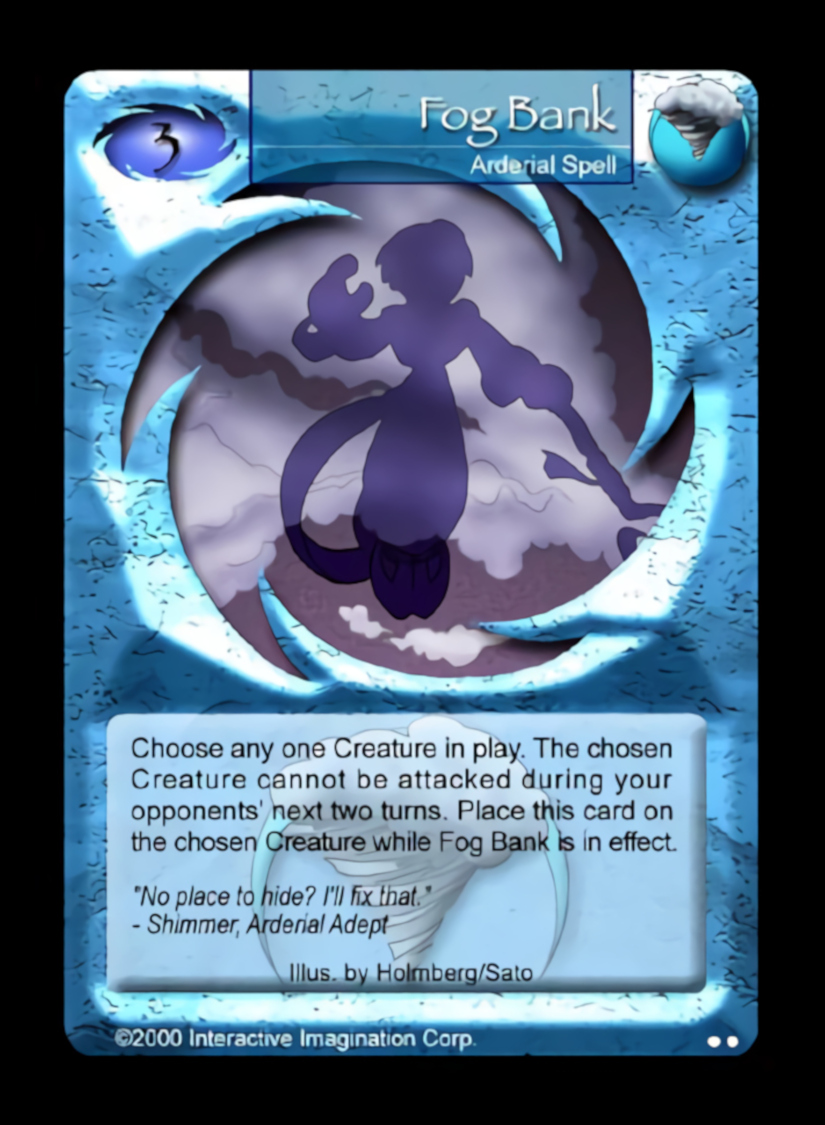 3
Fog Bank
Arderial Spell
Choose any one Creature in play. The chosen
Creature cannot be attacked during your
opponents' next two turns. Place this card on
the chosen Creature while Fog Bank is in effect.
"No place to hide? I'll fix that."
- Shimmer, Arderial Adept
Illus. by Holmberg/Sato
©2000 Interactive Imagination Corp.